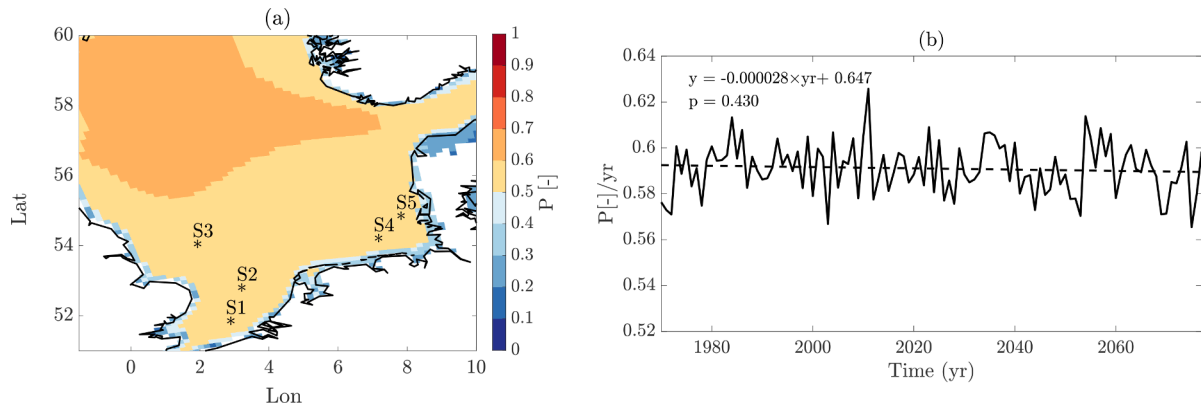 (a)
60
58
56
54
52
Lat
0
2
4
6
8
10
Lon
S1
S2
S3
S4
S5
1
0.9
0.8
0.7
0.6
0.5
0.4
0.3
0.2
0.1
0
P [-]
(b)
y = -0.000028×yr+ 0.647
p = 0.430
0.64
0.62
0.6
0.58
0.56
0.54
0.52
P[-]/yr
1980
2000
2020
2040
2060
Time (yr)